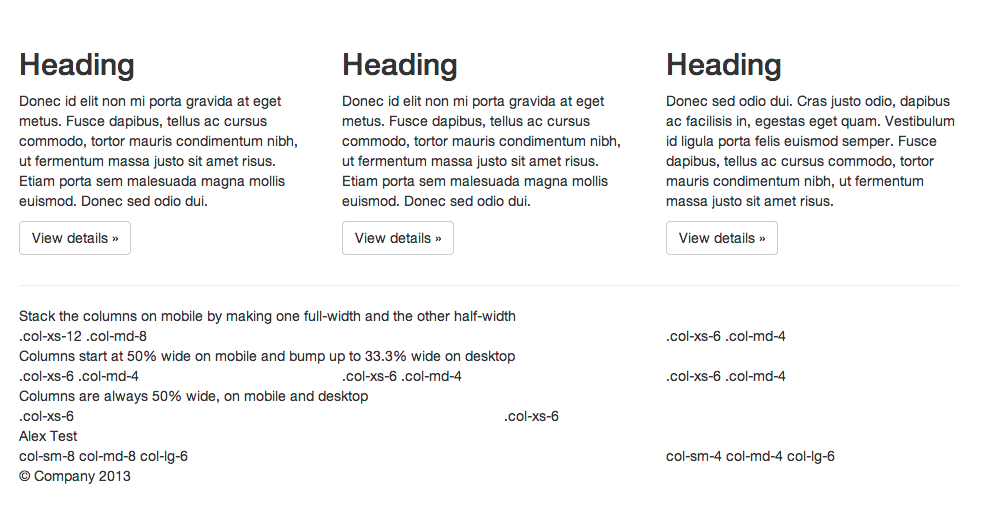 Heading
Donec id elit non mi porta gravida at eget
metus. Fusce dapibus, tellus ac cursus
commodo, tortor mauris condimentum nibh,
ut fermentum massa justo sit amet risus.
Etiam porta sem malesuada magna mollis
euismod. Donec sed odio dui.
View details »
Heading
Donec id elit non mi porta gravida at eget
metus. Fusce dapibus, tellus ac cursus
commodo, tortor mauris condimentum nibh,
ut fermentum massa justo sit amet risus.
Etiam porta sem malesuada magna mollis
euismod. Donec sed odio dui.
View details »
Heading
Donec sed odio dui. Cras justo odio, dapibus
ac facilisis in, egestas eget quam. Vestibulum
id ligula porta felis euismod semper. Fusce
dapibus, tellus ac cursus commodo, tortor
mauris condimentum nibh, ut fermentum
massa justo sit amet risus.
View details »
Stack the columns on mobile by making one full-width and the other half-width
.col-xs-12 .col-md-8 .col-xs-6 .col-md-4
Columns start at 50% wide on mobile and bump up to 33.3% wide on desktop
.col-xs-6 .col-md-4 .col-xs-6 .col-md-4 .col-xs-6 .col-md-4
Columns are always 50% wide, on mobile and desktop
.col-xs-6 .col-xs-6
Alex Test
col-sm-8 col-md-8 col-lg-6 col-sm-4 col-md-4 col-lg-6
© Company 2013